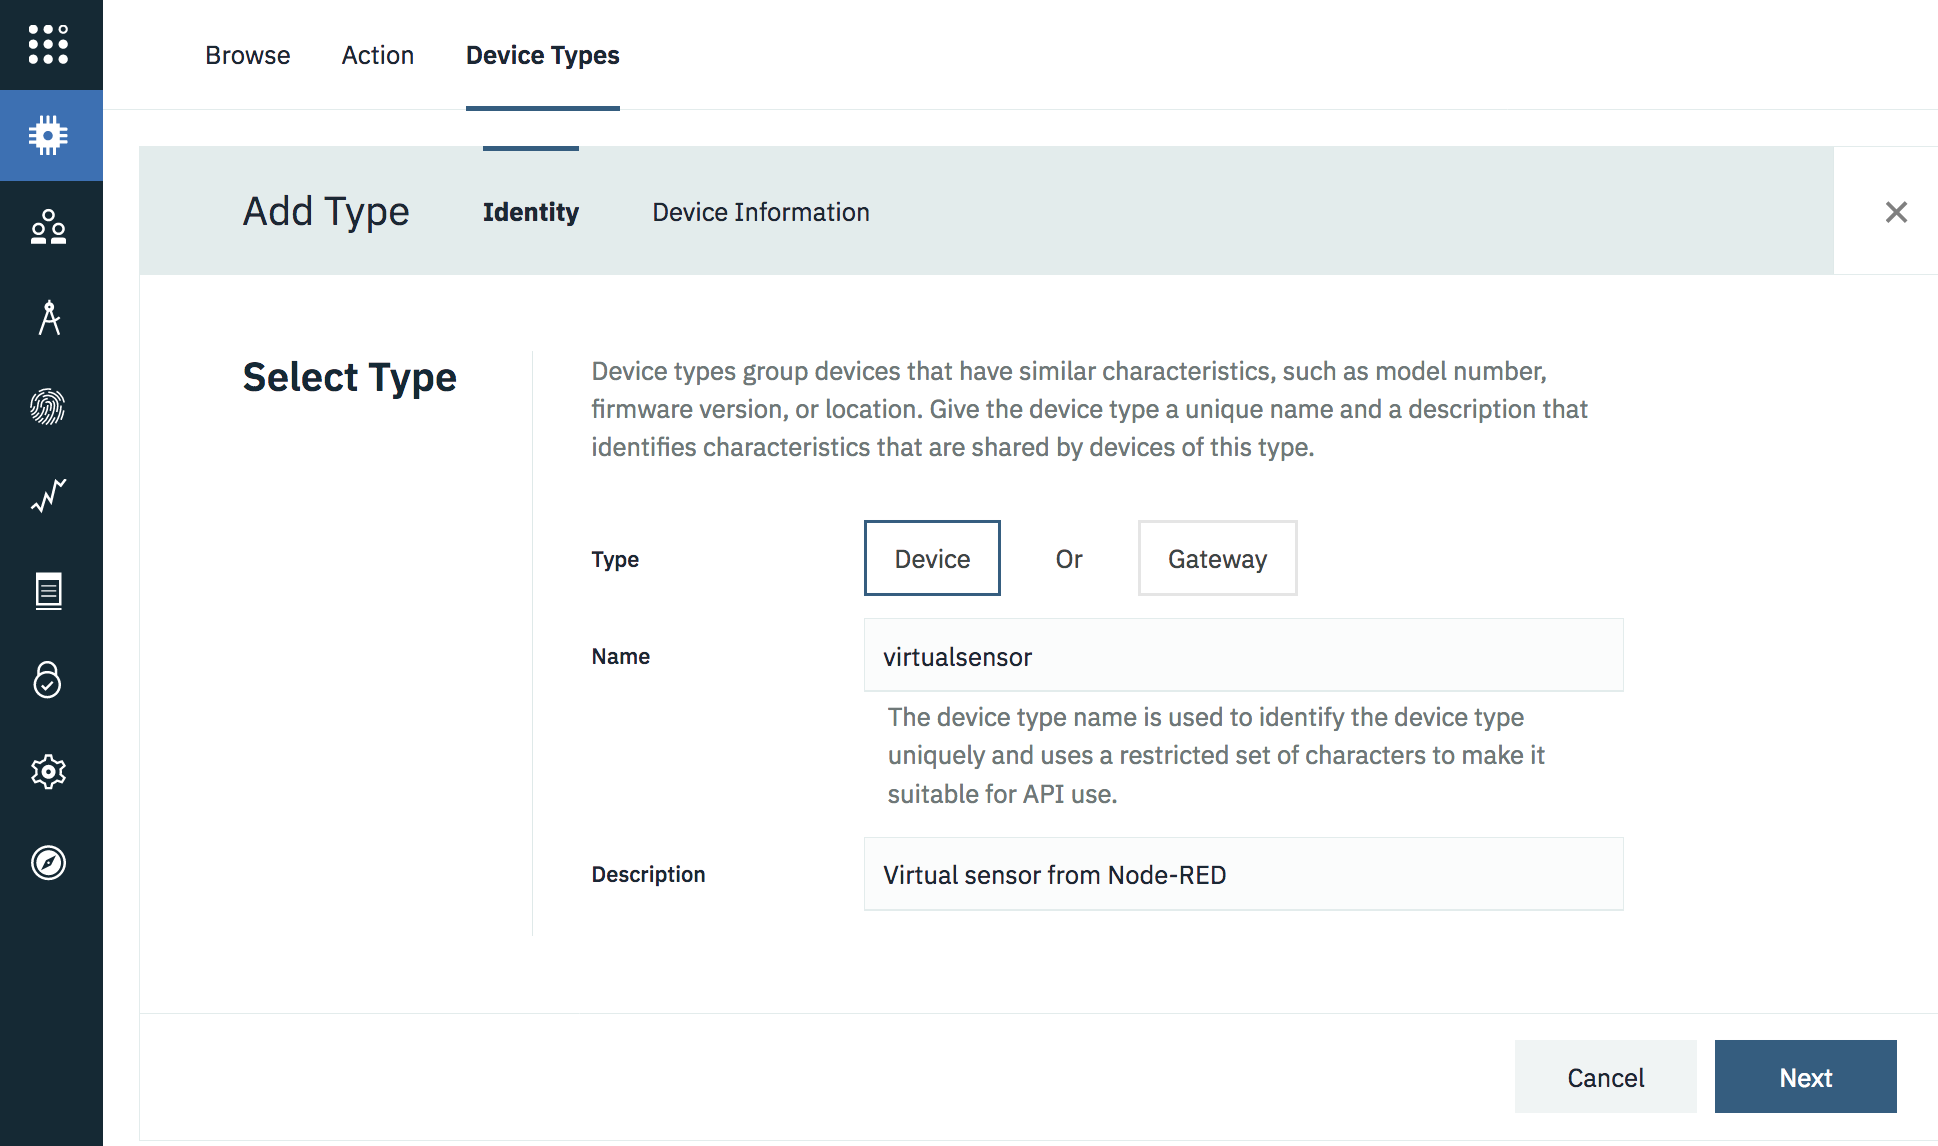 Browse Action Device Types
Add Type Identity Device Information
Select Type
Device types group devices that have similar characteristics, such as model number,
firmware version, or location. Give the device type a unique name and a description that
identifies characteristics that are shared by devices of this type.
Type Device Or Gateway
Name virtualsensor
The device type name is used to identify the device type
uniquely and uses a restricted set of characters to make it
suitable for API use.
Description Virtual sensor from Node-RED
Cancel Next